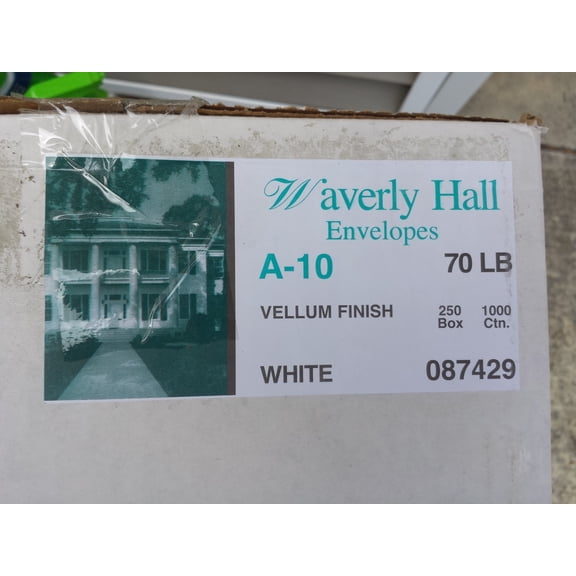 Waverly Hall
Envelopes
A-10 70 LB
VELLUM FINISH 250 Box 1000 Ctn.
WHITE 087429